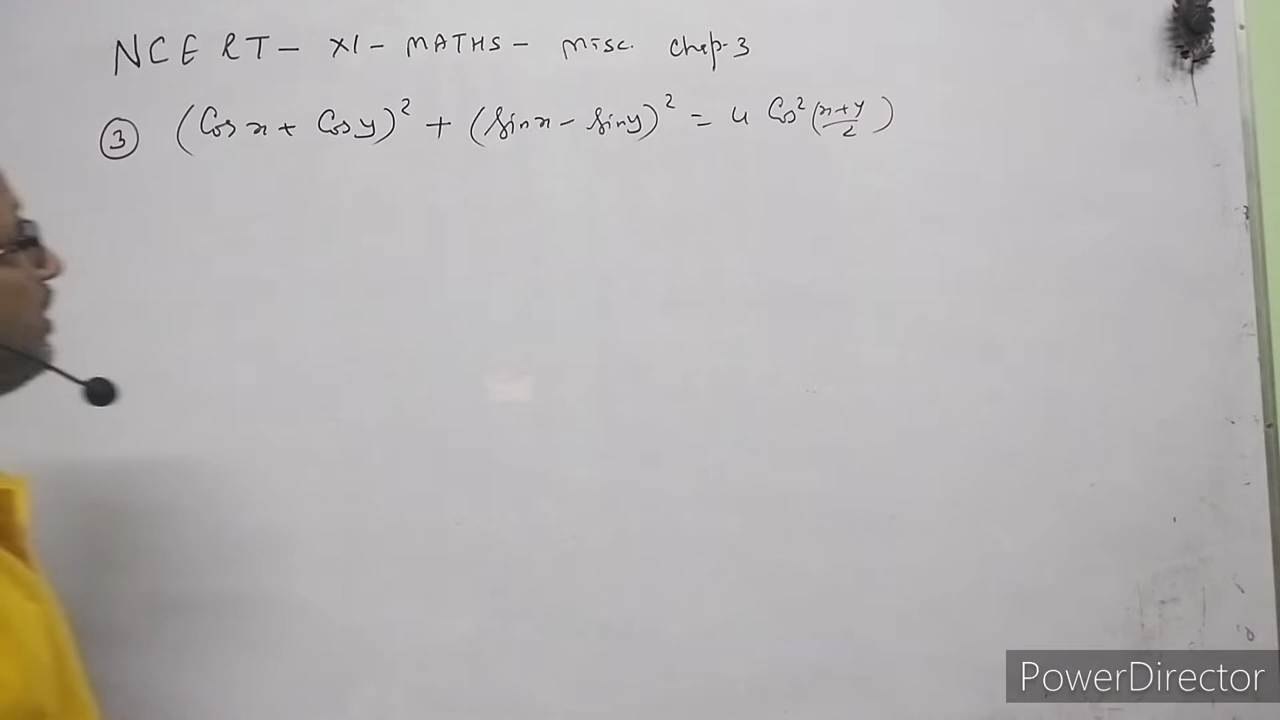 NCERT - XI - MATHS - Misc. Chap-3
③ (Cos x + Cos y)² + (Sin x - Sin y)² = 4 Cos² (x+y/2)
PowerDirector